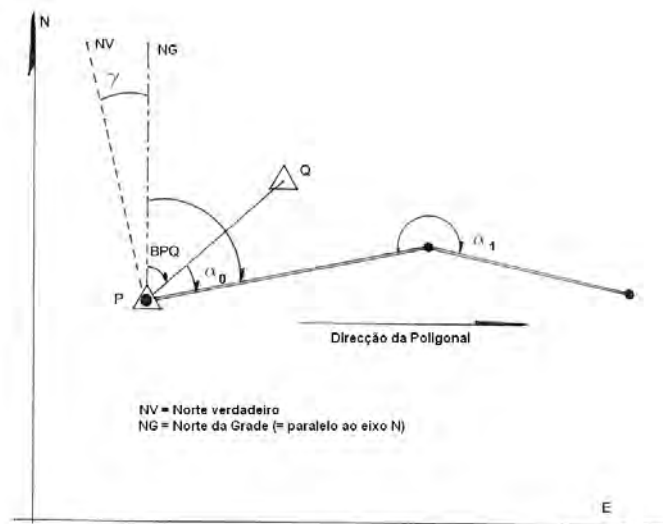 N
NV
NG
γ
Q
BPQ
α0
α1
P
Direcção da Poligonal
NV = Norte verdadeiro
NG = Norte da Grade (= paralelo ao eixo N)
E